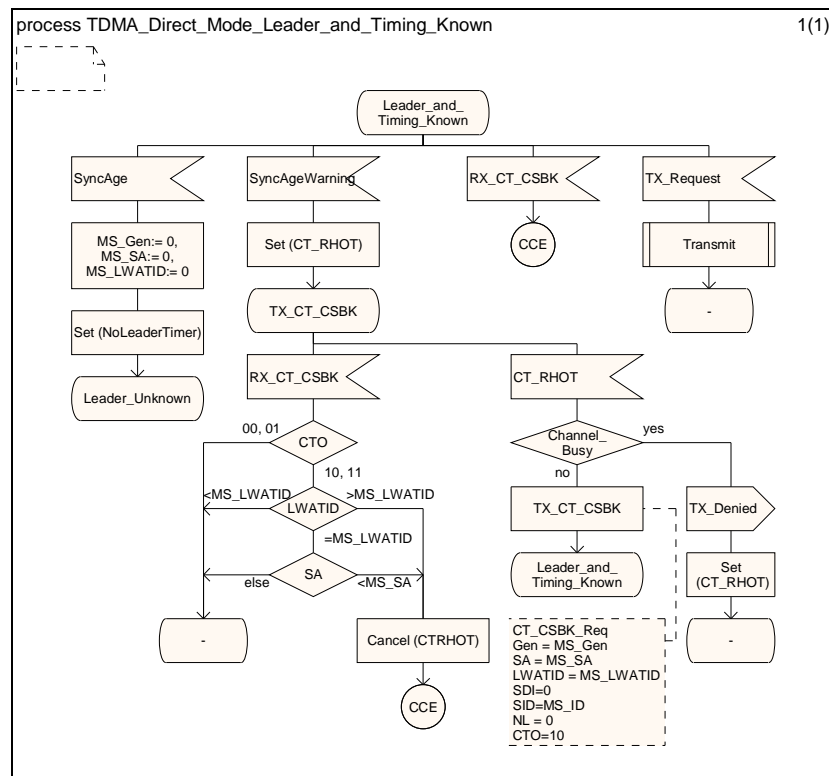 process TDMA_Direct_Mode_Leader_and_Timing_Known
1(1)
Leader_and_
Timing_Known
SyncAge
SyncAgeWarning
RX_CT_CSBK
TX_Request
MS_Gen:= 0,
MS_SA:= 0,
MS_LWATID:= 0
Set (CT_RHOT)
CCE
Transmit
TX_CT_CSBK
-
Set (NoLeaderTimer)
Leader_Unknown
RX_CT_CSBK
CT_RHOT
00, 01
CTO
Channel_
Busy
yes
10, 11
no
<MS_LWATID
LWATID
>MS_LWATID
TX_CT_CSBK
TX_Denied
=MS_LWATID
else
SA
<MS_SA
Leader_and_
Timing_Known
Set
(CT_RHOT)
-
Cancel (CTRHOT)
CT_CSBK_Req
Gen = MS_Gen
SA = MS_SA
LWATID = MS_LWATID
SDI=0
SID=MS_ID
NL = 0
CTO=10
-
CCE